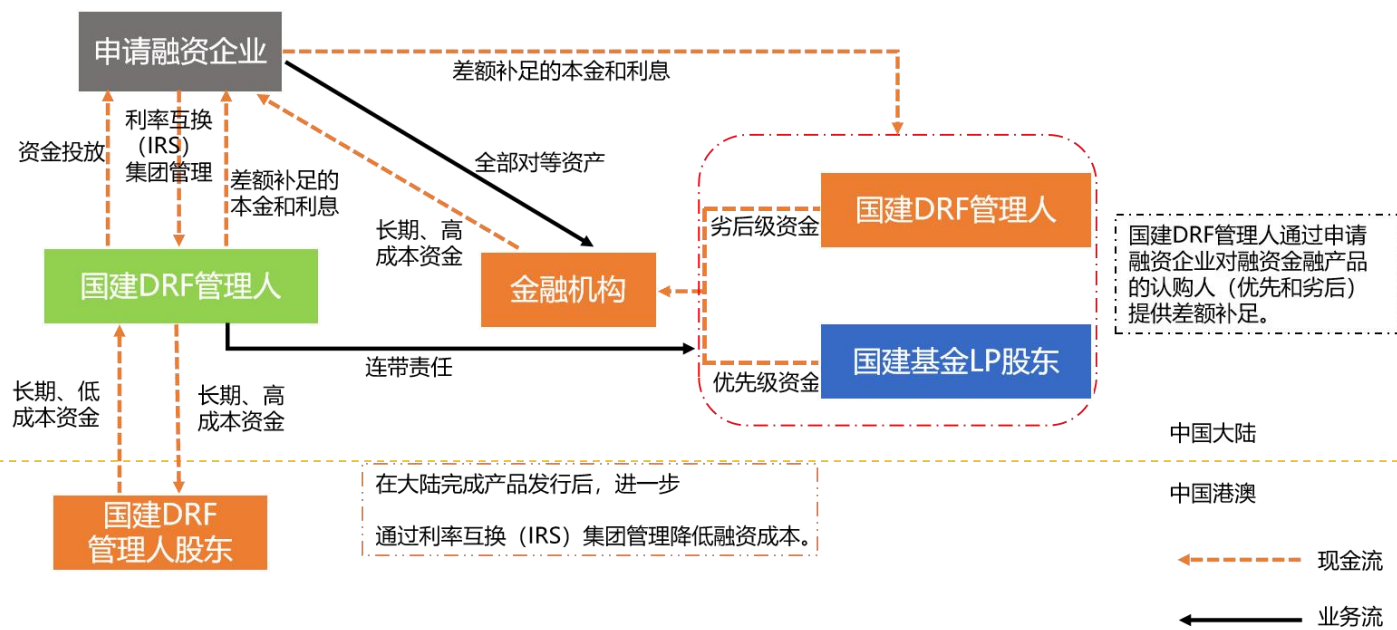 申请融资企业
差额补足的本金和利息
资金投放
利率互换
（IRS）
集团管理
差额补足的
本金和利息
全部对等资产
长期、高
成本资金
劣后级资金
国建DRF管理人
国建DRF管理人
金融机构
国建DRF管理人通过申请
融资企业对融资金融产品
的认购人（优先和劣后）
提供差额补足。
连带责任
优先级资金
国建基金LP股东
长期、低
成本资金
长期、高
成本资金
中国大陆
中国港澳
国建DRF
管理人股东
在大陆完成产品发行后，进一步
通过利率互换（IRS）集团管理降低融资成本。
现金流
业务流